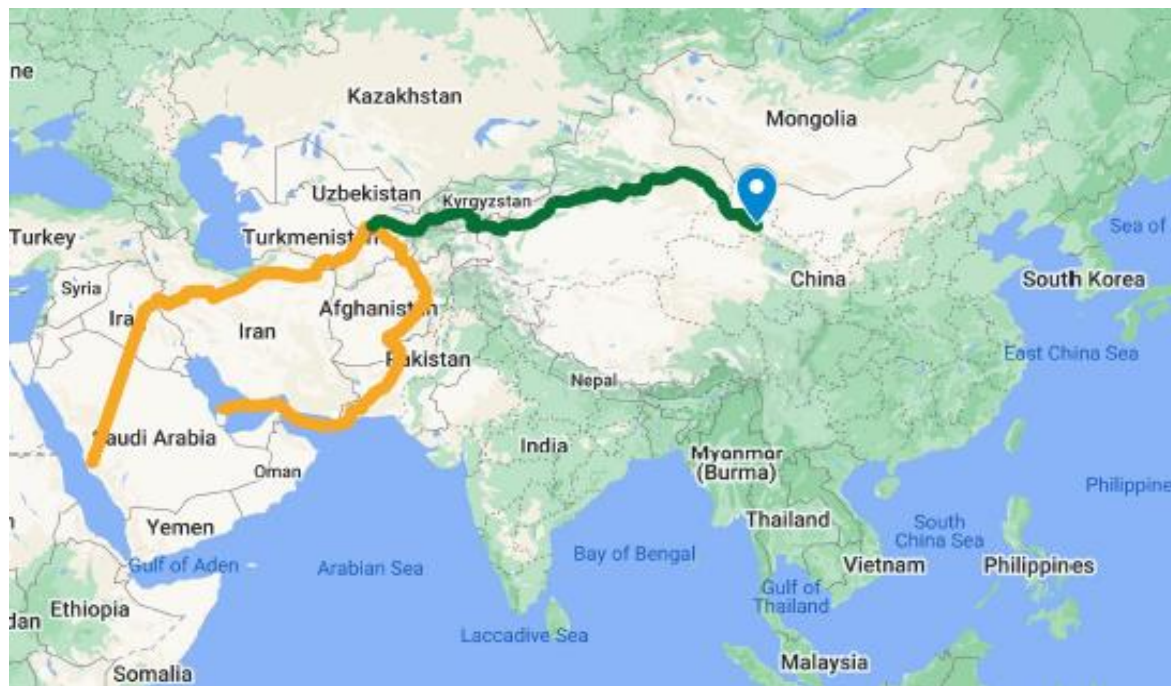 ne
Kazakhstan
Mongolia
Uzbekistan
Kyrgyzstan
Turkey
Turkmenist
Sea of
Syria
China
South Korea
Ira
Iran
Afghanistan
Pakistan
East China Sea
Nepal
Saudi Arabia
India
Oman
Myanmar
(Burma)
Philippine
Yemen
Thailand
South
China Sea
Gulf of Aden
Arabian Sea
Bay of Bengal
Vietnam
Philippines
Ethiopia
Gulf of
Thailand
dan
Laccadive Sea
Malaysia
Somalia